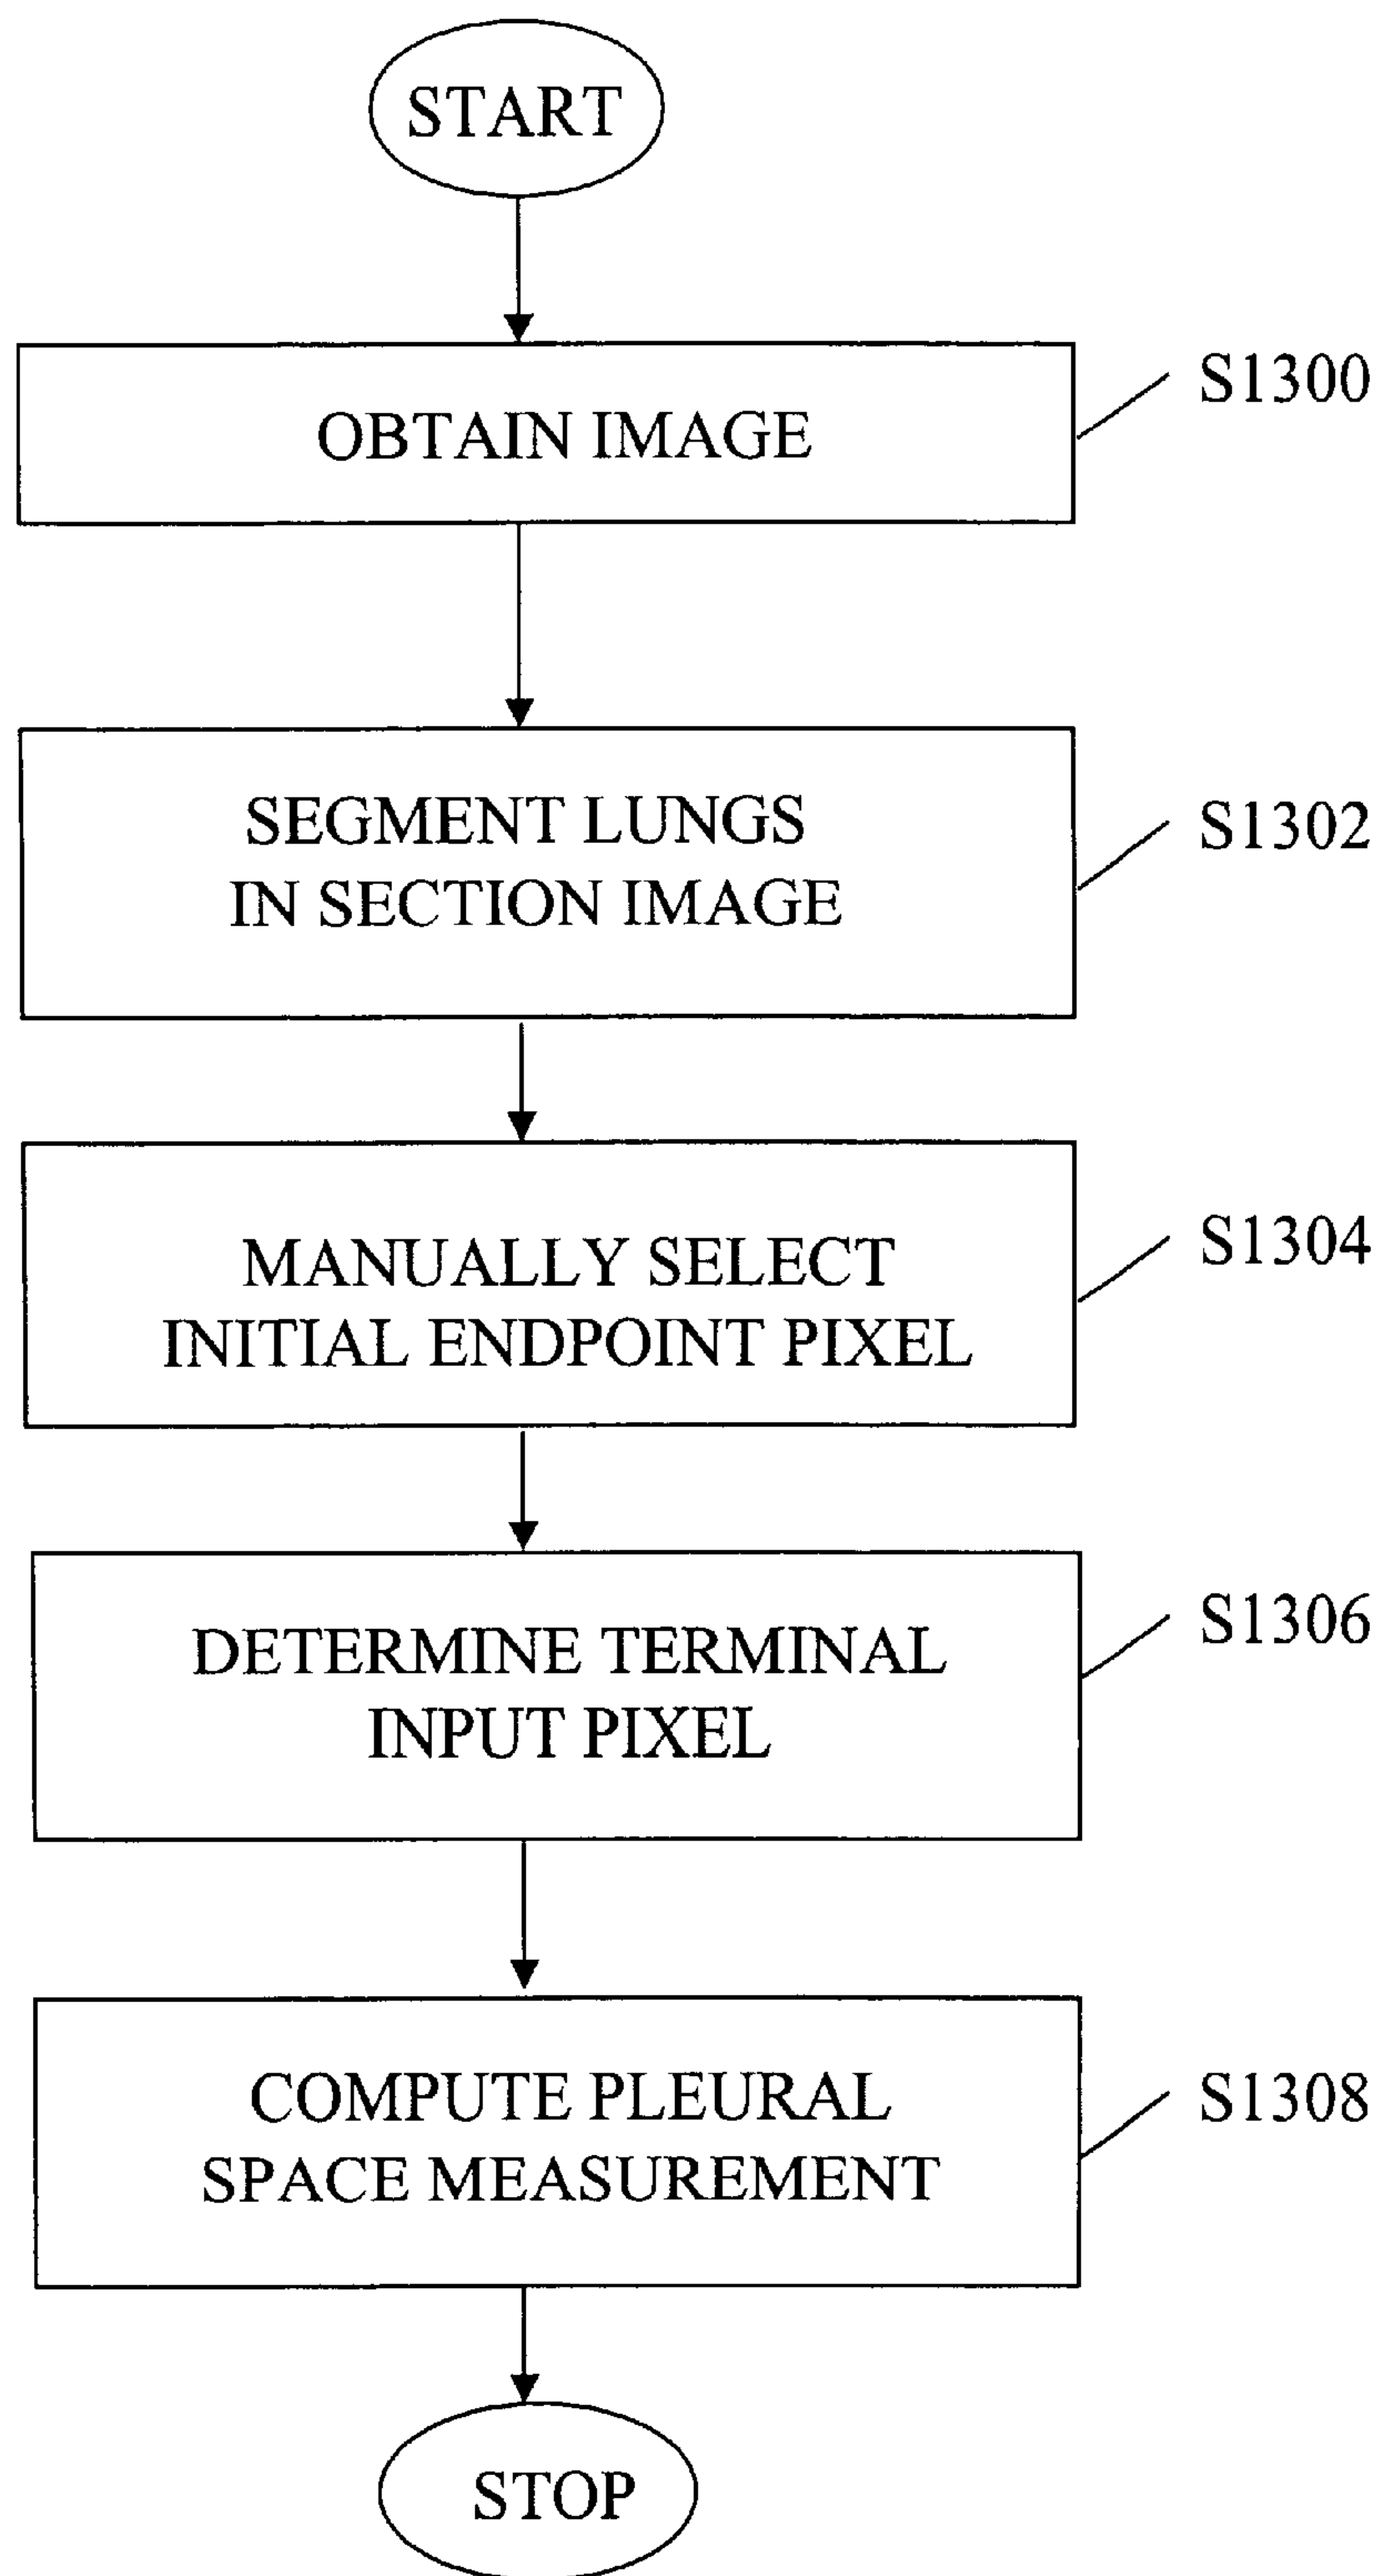 START
OBTAIN IMAGE
S1300
SEGMENT LUNGS
IN SECTION IMAGE
S1302
MANUALLY SELECT
INITIAL ENDPOINT PIXEL
S1304
DETERMINE TERMINAL
INPUT PIXEL
S1306
COMPUTE PLEURAL
SPACE MEASUREMENT
S1308
STOP